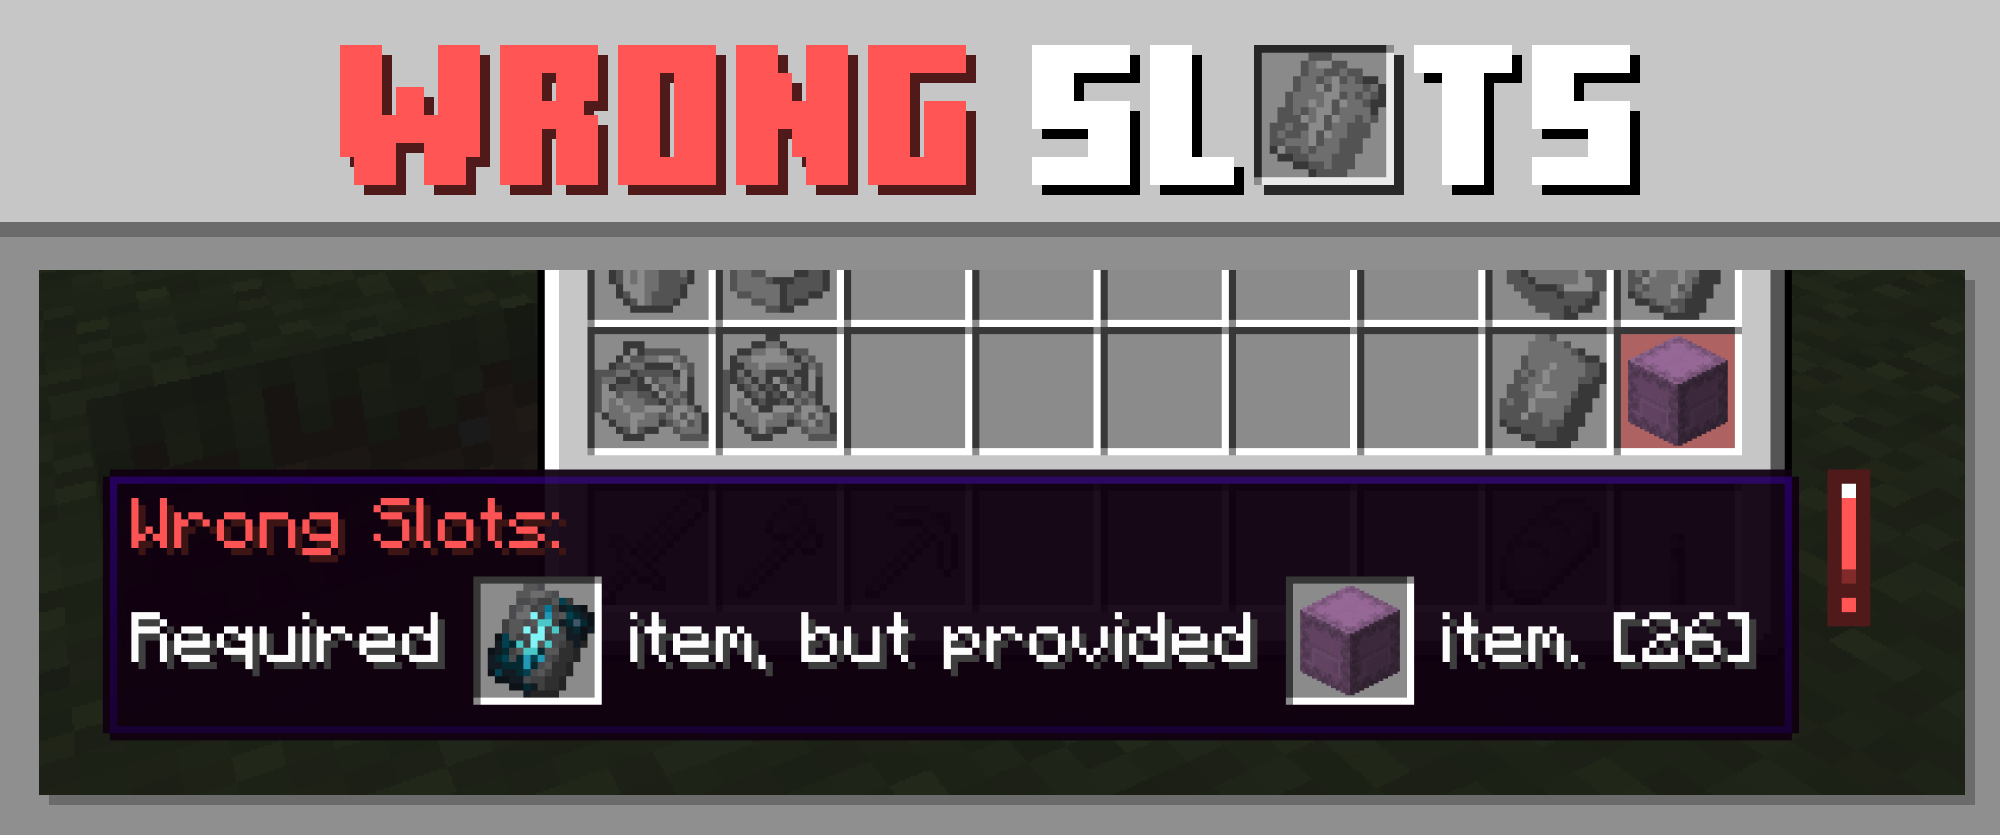 WRONG SLOTS
Wrong Slots:
Required item, but provided item. [26]
!